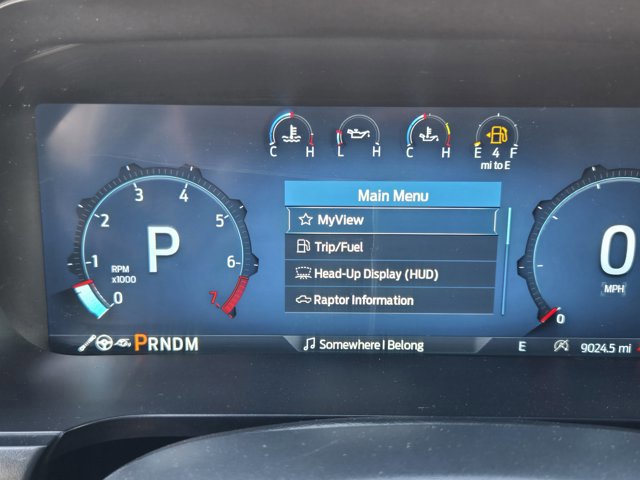 C H L H C H E 4 F
mi to E
Main Menu
MyView
Trip/Fuel
Head-Up Display (HUD)
Raptor Information
0 1 2 3 4 5 6 7
RPM
x1000
P
0
MPH
0
PRNDM
Somewhere I Belong
E
9024.5 mi